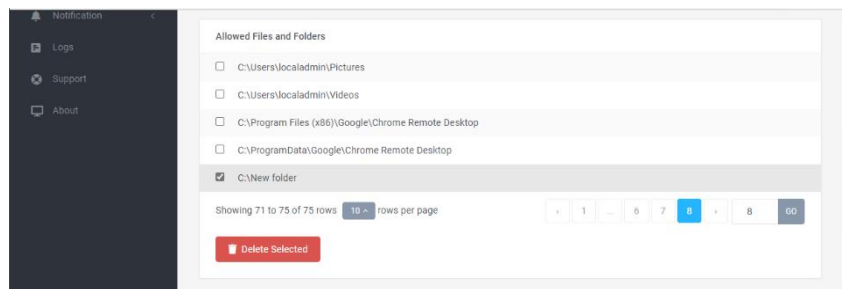 Notification
Logs
Support
About
Allowed Files and Folders
C:\Users\localadmin\Pictures
C:\Users\localadmin\Videos
C:\Program Files (x86)\Google\Chrome Remote Desktop
C:\ProgramData\Google\Chrome Remote Desktop
C:\New folder
Showing 71 to 75 of 75 rows 10 rows per page
‹ 1 ... 6 7 8 › 8 GO
Delete Selected